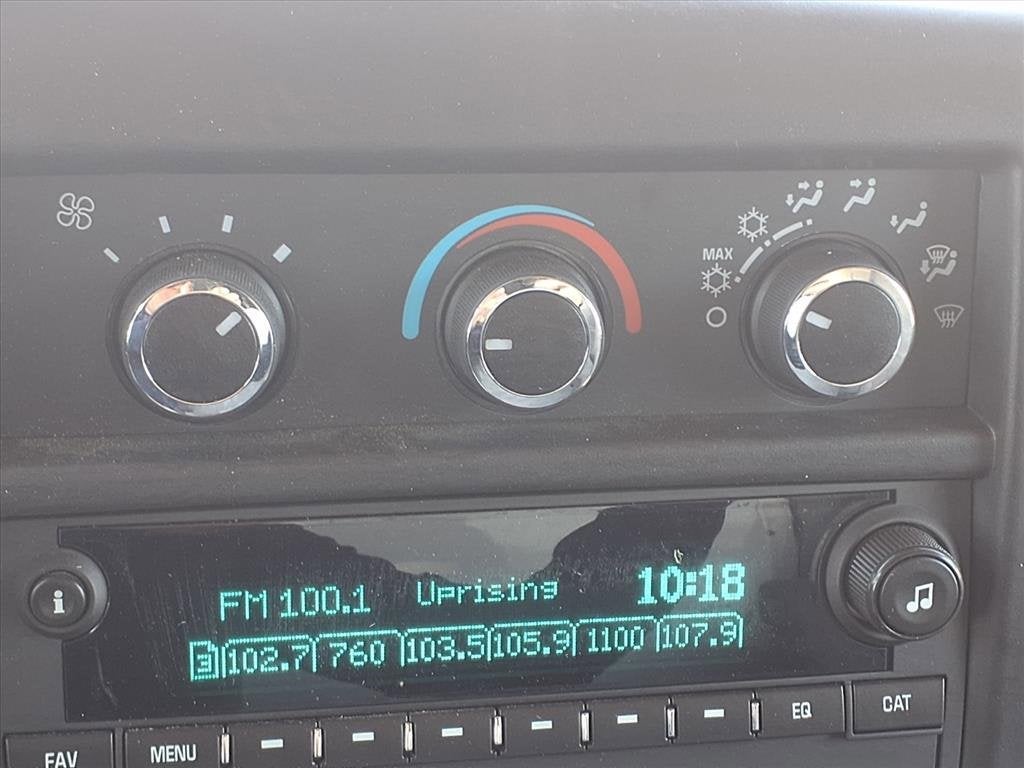 MAX
FM 100.1 Uprising 10:18
3 102.7 760 103.5 105.9 1100 107.9
i
FAV MENU EQ CAT